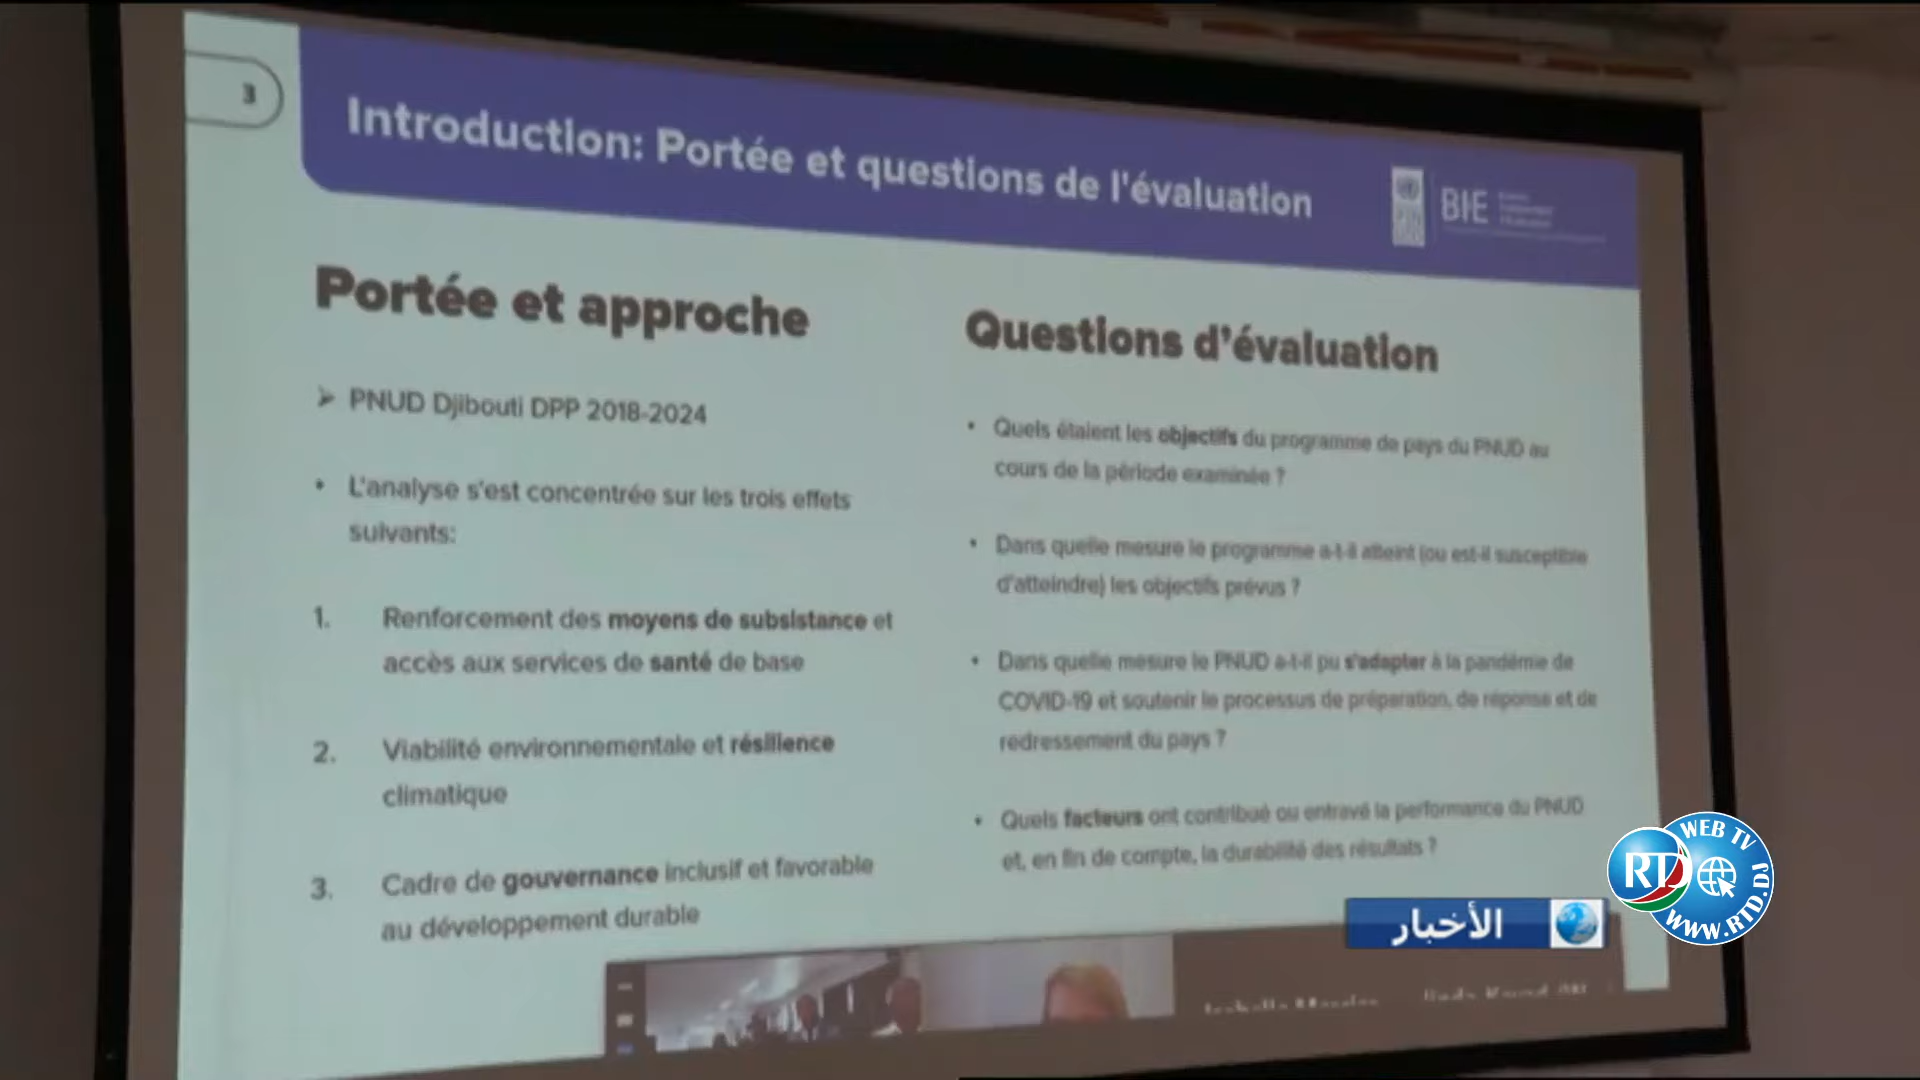 3
Introduction: Portée et questions de l'évaluation
BIE
Portée et approche
➢ PNUD Djibouti DPP 2018-2024
• L'analyse s'est concentrée sur les trois effets
suivants:
1. Renforcement des moyens de subsistance et
accès aux services de santé de base
2. Viabilité environnementale et résilience
climatique
3. Cadre de gouvernance inclusif et favorable
au développement durable
Questions d'évaluation
• Quels étaient les objectifs du programme de pays du PNUD au
cours de la période examinée ?
• Dans quelle mesure le programme a-t-il atteint (ou est-il susceptible
d'atteindre) les objectifs prévus ?
• Dans quelle mesure le PNUD a-t-il pu s'adapter à la pandémie de
COVID-19 et soutenir le processus de préparation, de réponse et de
redressement du pays ?
• Quels facteurs ont contribué ou entravé la performance du PNUD
et, en fin de compte, la durabilité des résultats ?
الأخبار
WEB TV
RTD
WWW.RTD.DJ